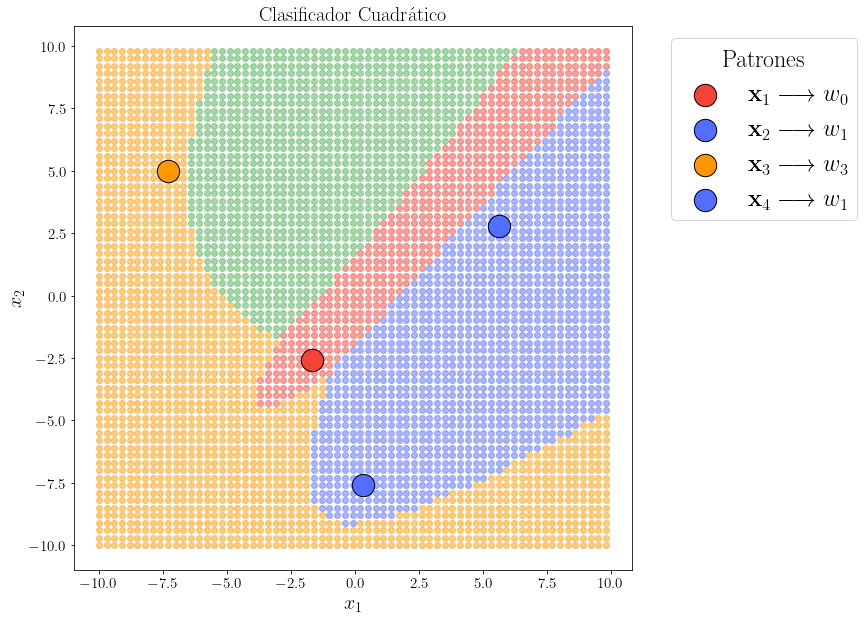 Clasificador Cuadrático
10.0
7.5
5.0
2.5
0.0
−2.5
−5.0
−7.5
−10.0
x₂
−10.0 −7.5 −5.0 −2.5 0.0 2.5 5.0 7.5 10.0
x₁
Patrones
x₁ ⟶ w₀
x₂ ⟶ w₁
x₃ ⟶ w₃
x₄ ⟶ w₁